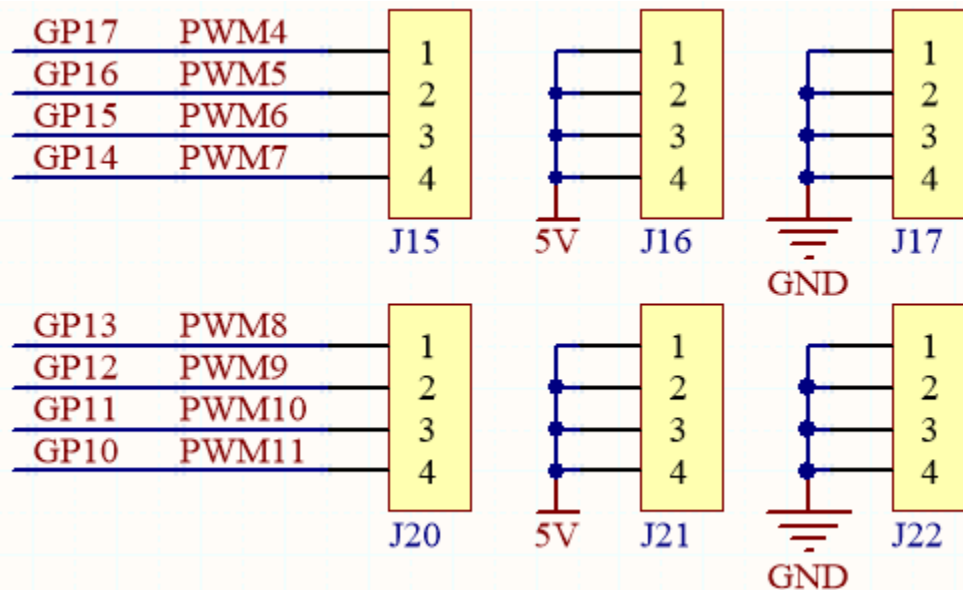 GP17 PWM4 1 1 1
GP16 PWM5 2 2 2
GP15 PWM6 3 3 3
GP14 PWM7 4 4 4
J15 5V J16 J17
GND
GP13 PWM8 1 1 1
GP12 PWM9 2 2 2
GP11 PWM10 3 3 3
GP10 PWM11 4 4 4
J20 5V J21 J22
GND